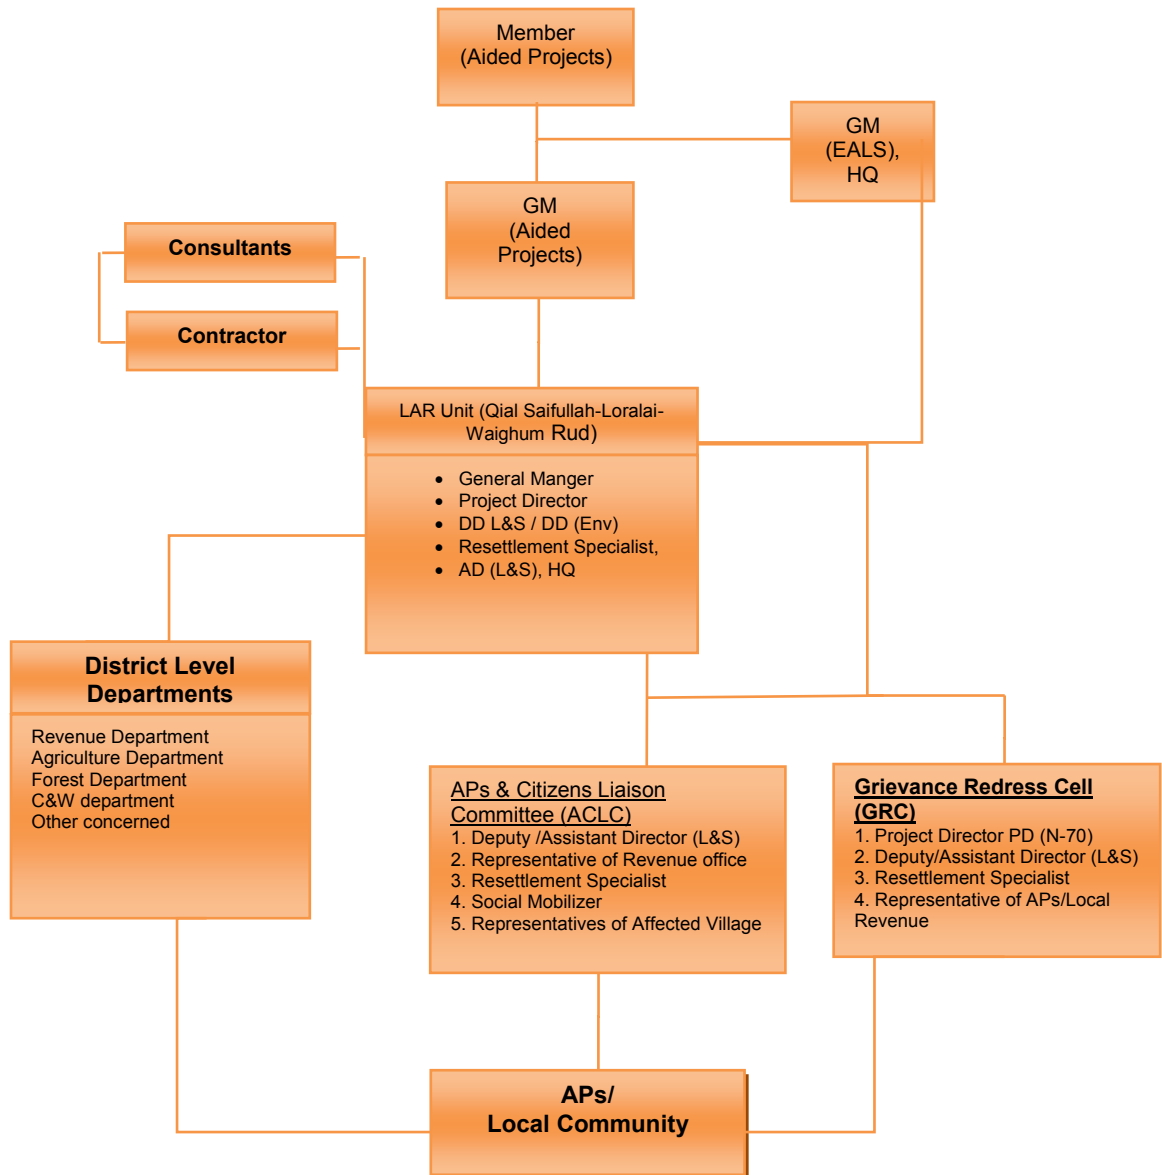 Member
(Aided Projects)
GM
(EALS),
HQ
GM
(Aided
Projects)
Consultants
Contractor
LAR Unit (Qial Saifullah-Loralai-
Waighum Rud)
• General Manger
• Project Director
• DD L&S / DD (Env)
• Resettlement Specialist,
• AD (L&S), HQ
District Level
Departments
Revenue Department
Agriculture Department
Forest Department
C&W department
Other concerned
APs & Citizens Liaison
Committee (ACLC)
1. Deputy /Assistant Director (L&S)
2. Representative of Revenue office
3. Resettlement Specialist
4. Social Mobilizer
5. Representatives of Affected Village
Grievance Redress Cell
(GRC)
1. Project Director PD (N-70)
2. Deputy/Assistant Director (L&S)
3. Resettlement Specialist
4. Representative of APs/Local
Revenue
APs/
Local Community